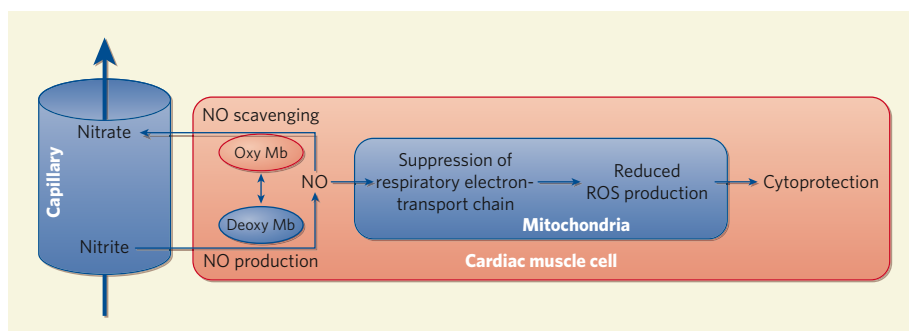 Capillary
Nitrate
Nitrite
NO scavenging
Oxy Mb
Deoxy Mb
NO production
NO
Suppression of
respiratory electron-
transport chain
Reduced
ROS production
Mitochondria
Cytoprotection
Cardiac muscle cell